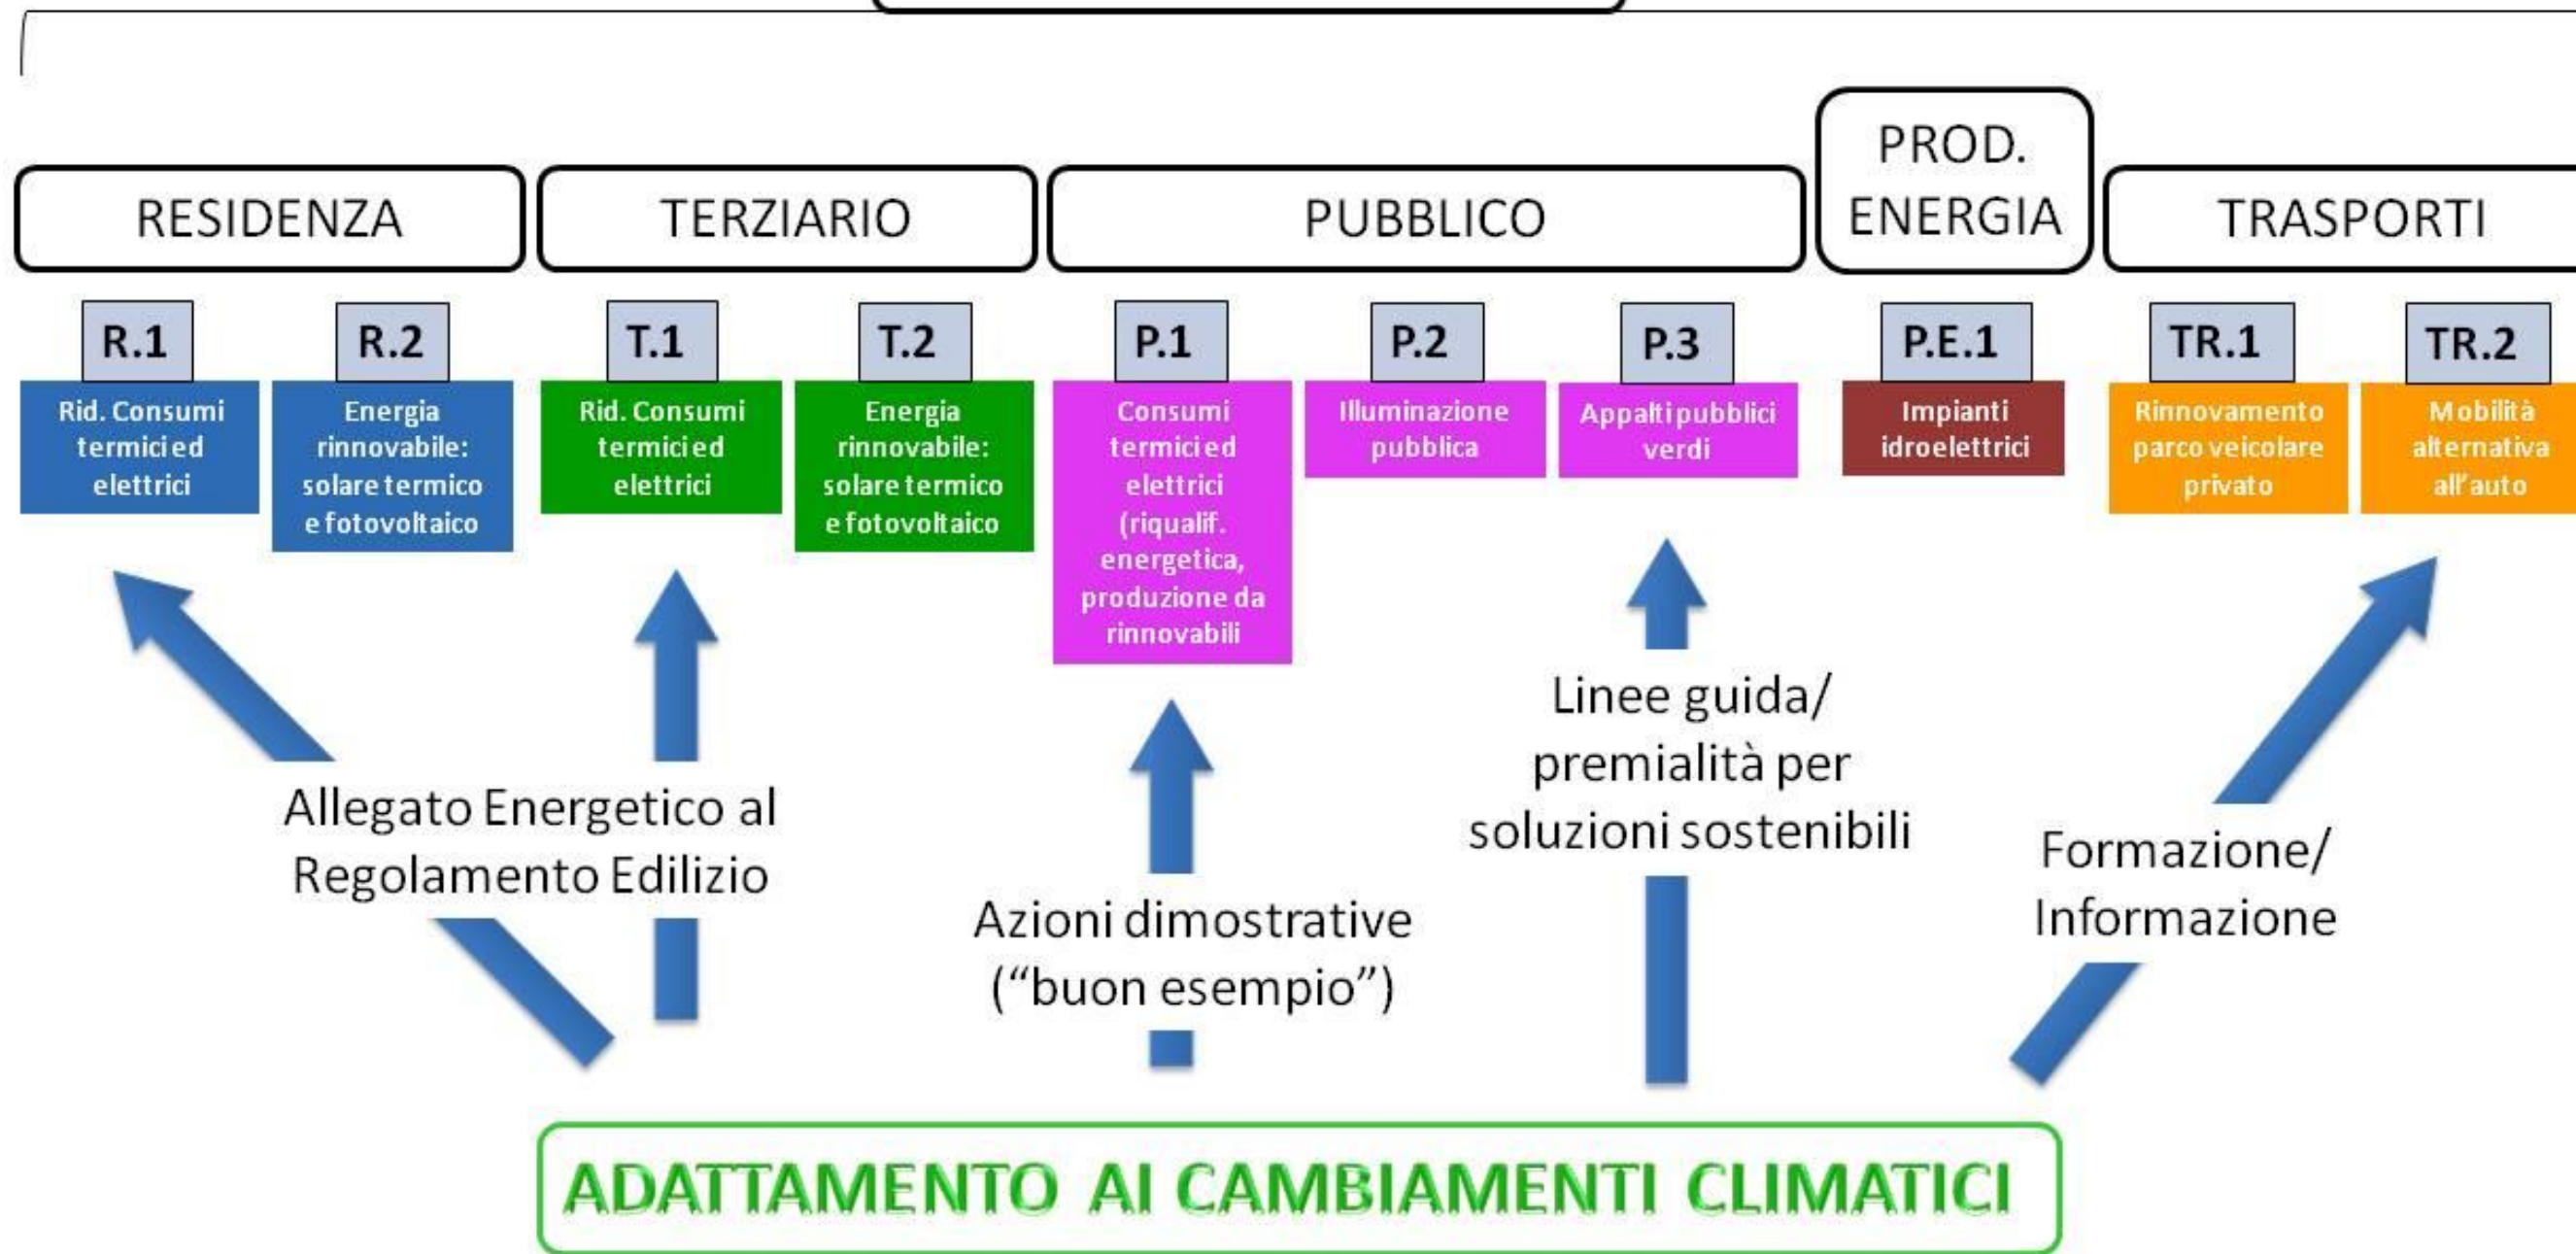 RESIDENZA
TERZIARIO
PUBBLICO
PROD.
ENERGIA
TRASPORTI
R.1
Rid. Consumi
termici ed
elettrici
R.2
Energia
rinnovabile:
solare termico
e fotovoltaico
T.1
Rid. Consumi
termici ed
elettrici
T.2
Energia
rinnovabile:
solare termico
e fotovoltaico
P.1
Consumi
termici ed
elettrici
(riqualif.
energetica,
produzione da
rinnovabili
P.2
Illuminazione
pubblica
P.3
Appalti pubblici
verdi
P.E.1
Impianti
idroelettrici
TR.1
Rinnovamento
parco veicolare
privato
TR.2
Mobilità
alternativa
all'auto
Allegato Energetico al
Regolamento Edilizio
Azioni dimostrative
(“buon esempio”)
Linee guida/
premialità per
soluzioni sostenibili
Formazione/
Informazione
ADATTAMENTO AI CAMBIAMENTI CLIMATICI